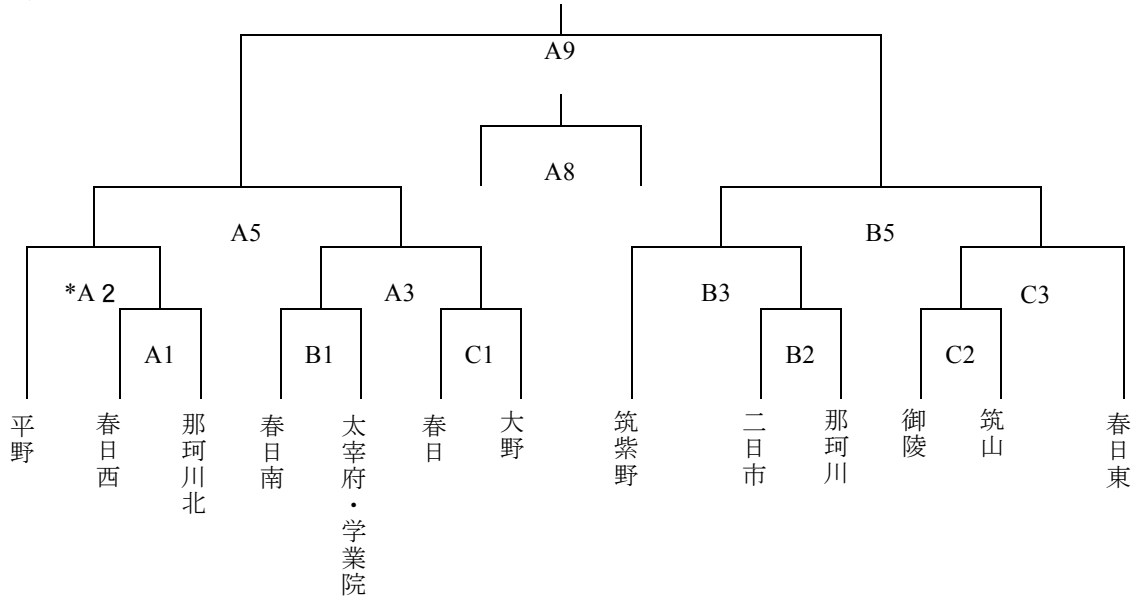 A9
A8
A5
B5
*A２
A3
B3
C3
A1
B1
C1
B2
C2
平野
春日西
那珂川北
春日南
太宰府・学業院
春日
大野
筑紫野
二日市
那珂川
御陵
筑山
春日東